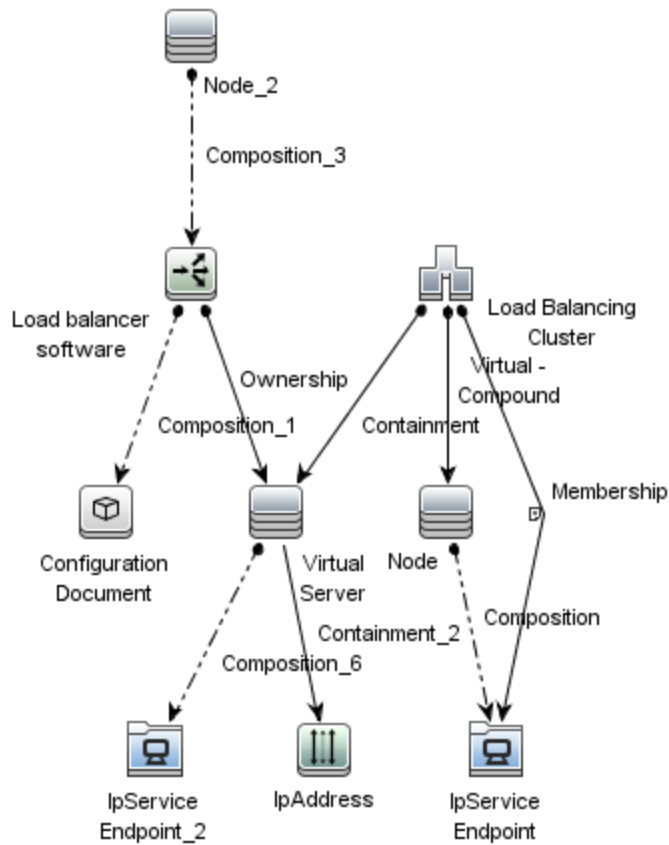 Node_2
Composition_3
Load balancer
software
Load Balancing
Cluster
Ownership
Virtual -
Compound
Composition_1
Containment
Membership
Configuration
Document
Virtual
Server
Node
Containment_2
Composition
Composition_6
IpService
Endpoint_2
IpAddress
IpService
Endpoint